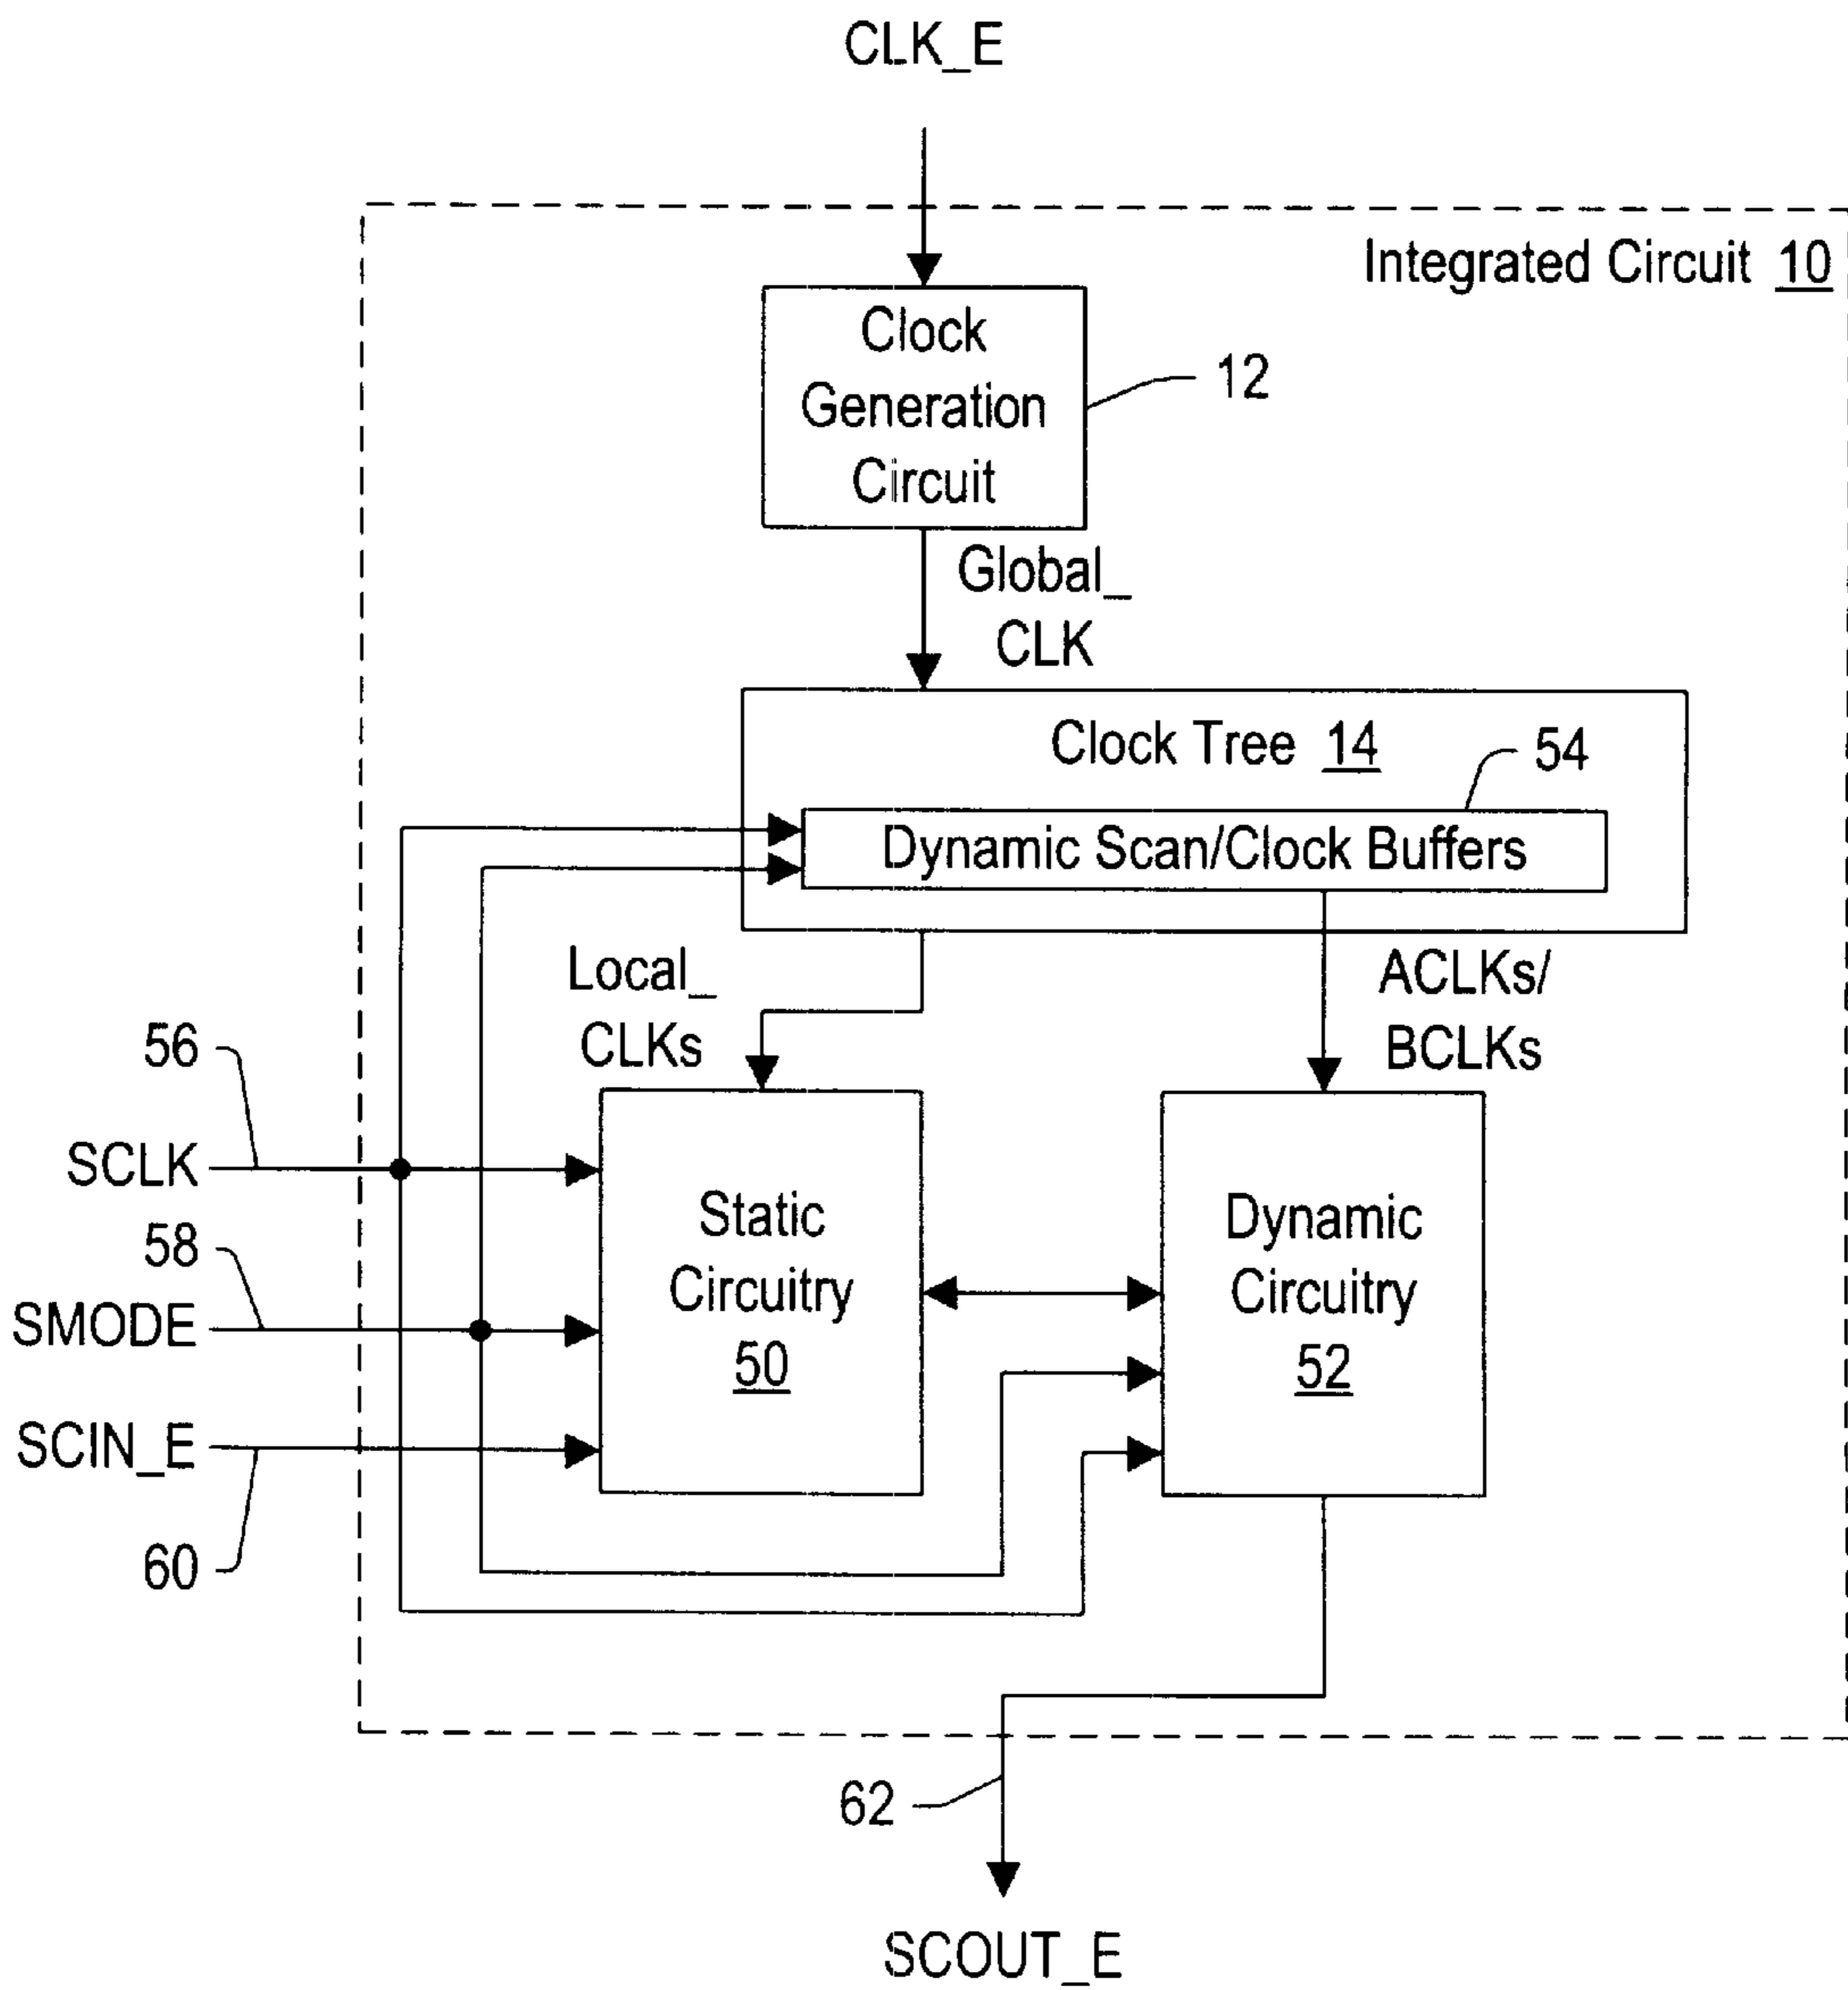 CLK_E
Integrated Circuit 10
Clock
Generation
Circuit
12
Global_
CLK
Clock Tree 14
54
Dynamic Scan/Clock Buffers
Local_
CLKs
ACLKs/
BCLKs
56
SCLK
58
SMODE
SCIN_E
60
Static
Circuitry
50
Dynamic
Circuitry
52
62
SCOUT_E